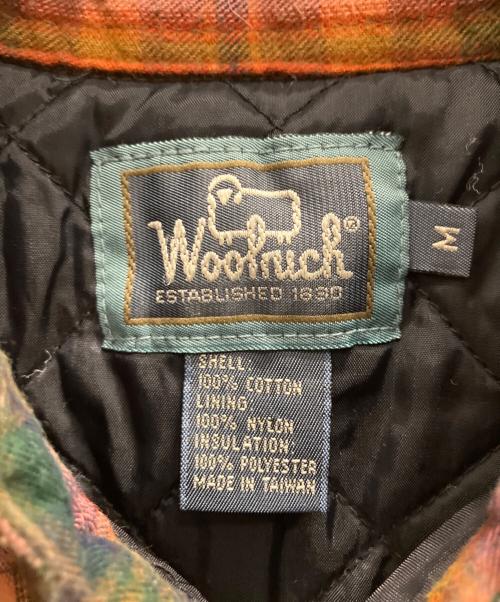 Woolrich®
ESTABLISHED 1830
M
SHELL
100% COTTON
LINING
100% NYLON
INSULATION:
100% POLYESTER
MADE IN TAIWAN